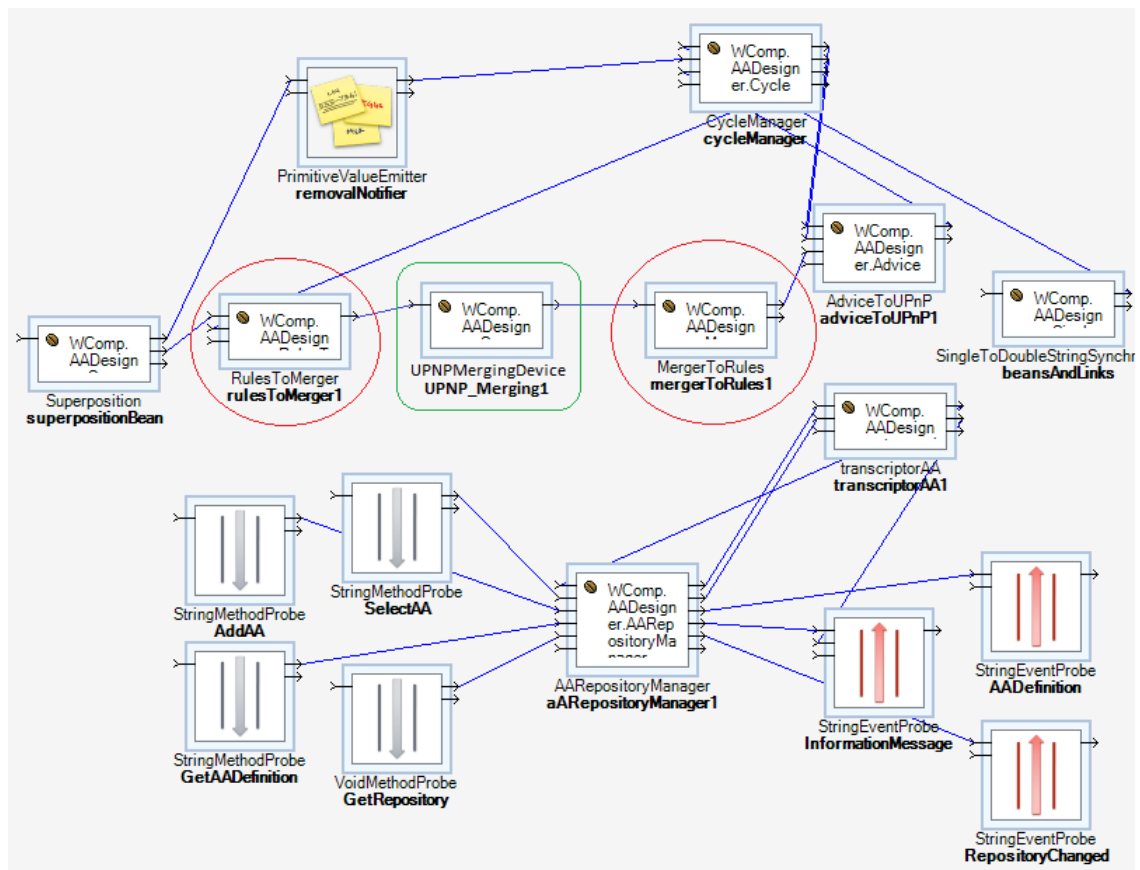 WComp.
AADesign
er.Cycle
CycleManager
cycleManager
PrimitiveValueEmitter
removalNotifier
WComp.
AADesign
er.Advice
AdviceToUPnP
adviceToUPnP1
WComp.
AADesign
RulesToMerger
rulesToMerger1
WComp.
AADesign
UPNPMergingDevice
UPNP_Merging1
WComp.
AADesign
MergerToRules
mergerToRules1
WComp.
AADesign
SingleToDoubleStringSynchr
beansAndLinks
WComp.
AADesign
Superposition
superpositionBean
WComp.
AADesign
transcriptorAA
transcriptorAA1
StringMethodProbe
SelectAA
StringMethodProbe
AddAA
WComp.
AADesign
er.AARep
ositoryMa
AARepositoryManager
aARepositoryManager1
StringEventProbe
AADefinition
StringEventProbe
InformationMessage
StringMethodProbe
GetAADefinition
VoidMethodProbe
GetRepository
StringEventProbe
RepositoryChanged